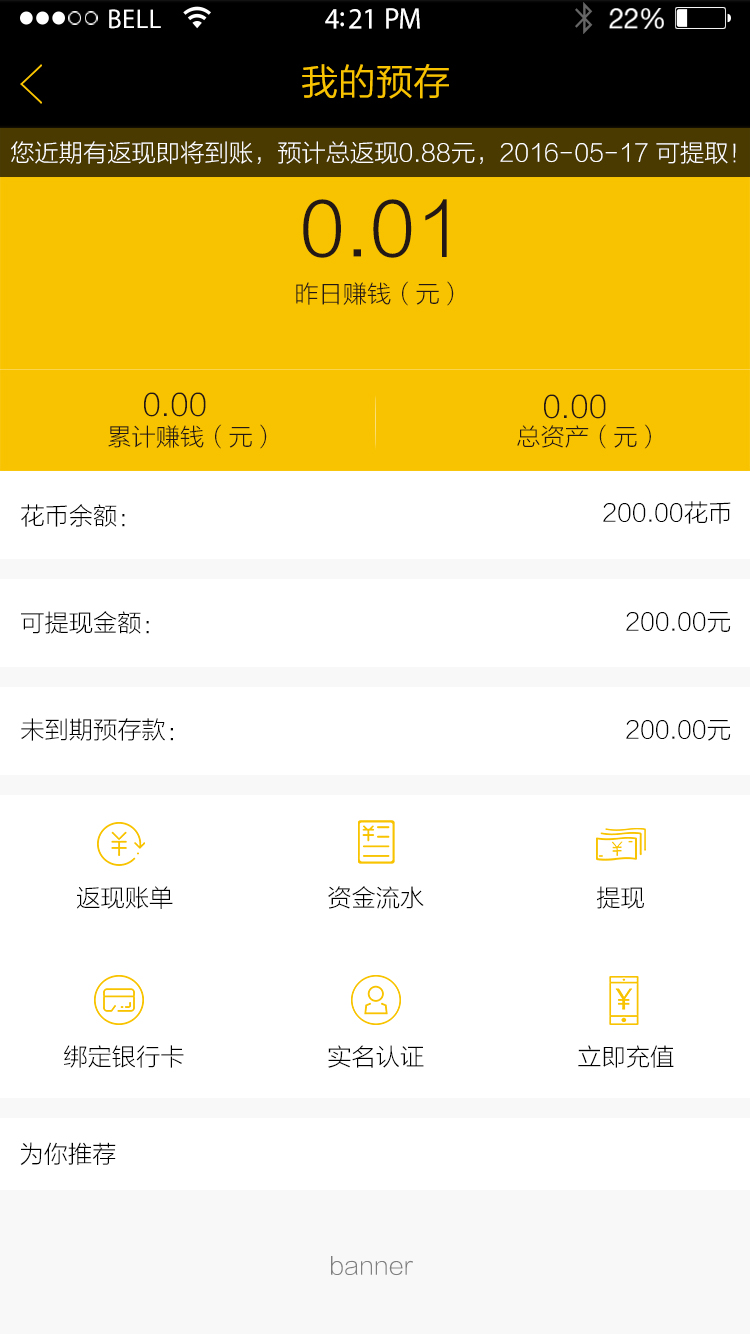 BELL 4:21 PM 22%
我的预存
您近期有返现即将到账，预计总返现0.88元，2016-05-17 可提取！
0.01
昨日赚钱（元）
0.00 0.00
累计赚钱（元） 总资产（元）
花币余额： 200.00花币
可提现金额： 200.00元
未到期预存款： 200.00元
返现账单 资金流水 提现
绑定银行卡 实名认证 立即充值
为你推荐
banner